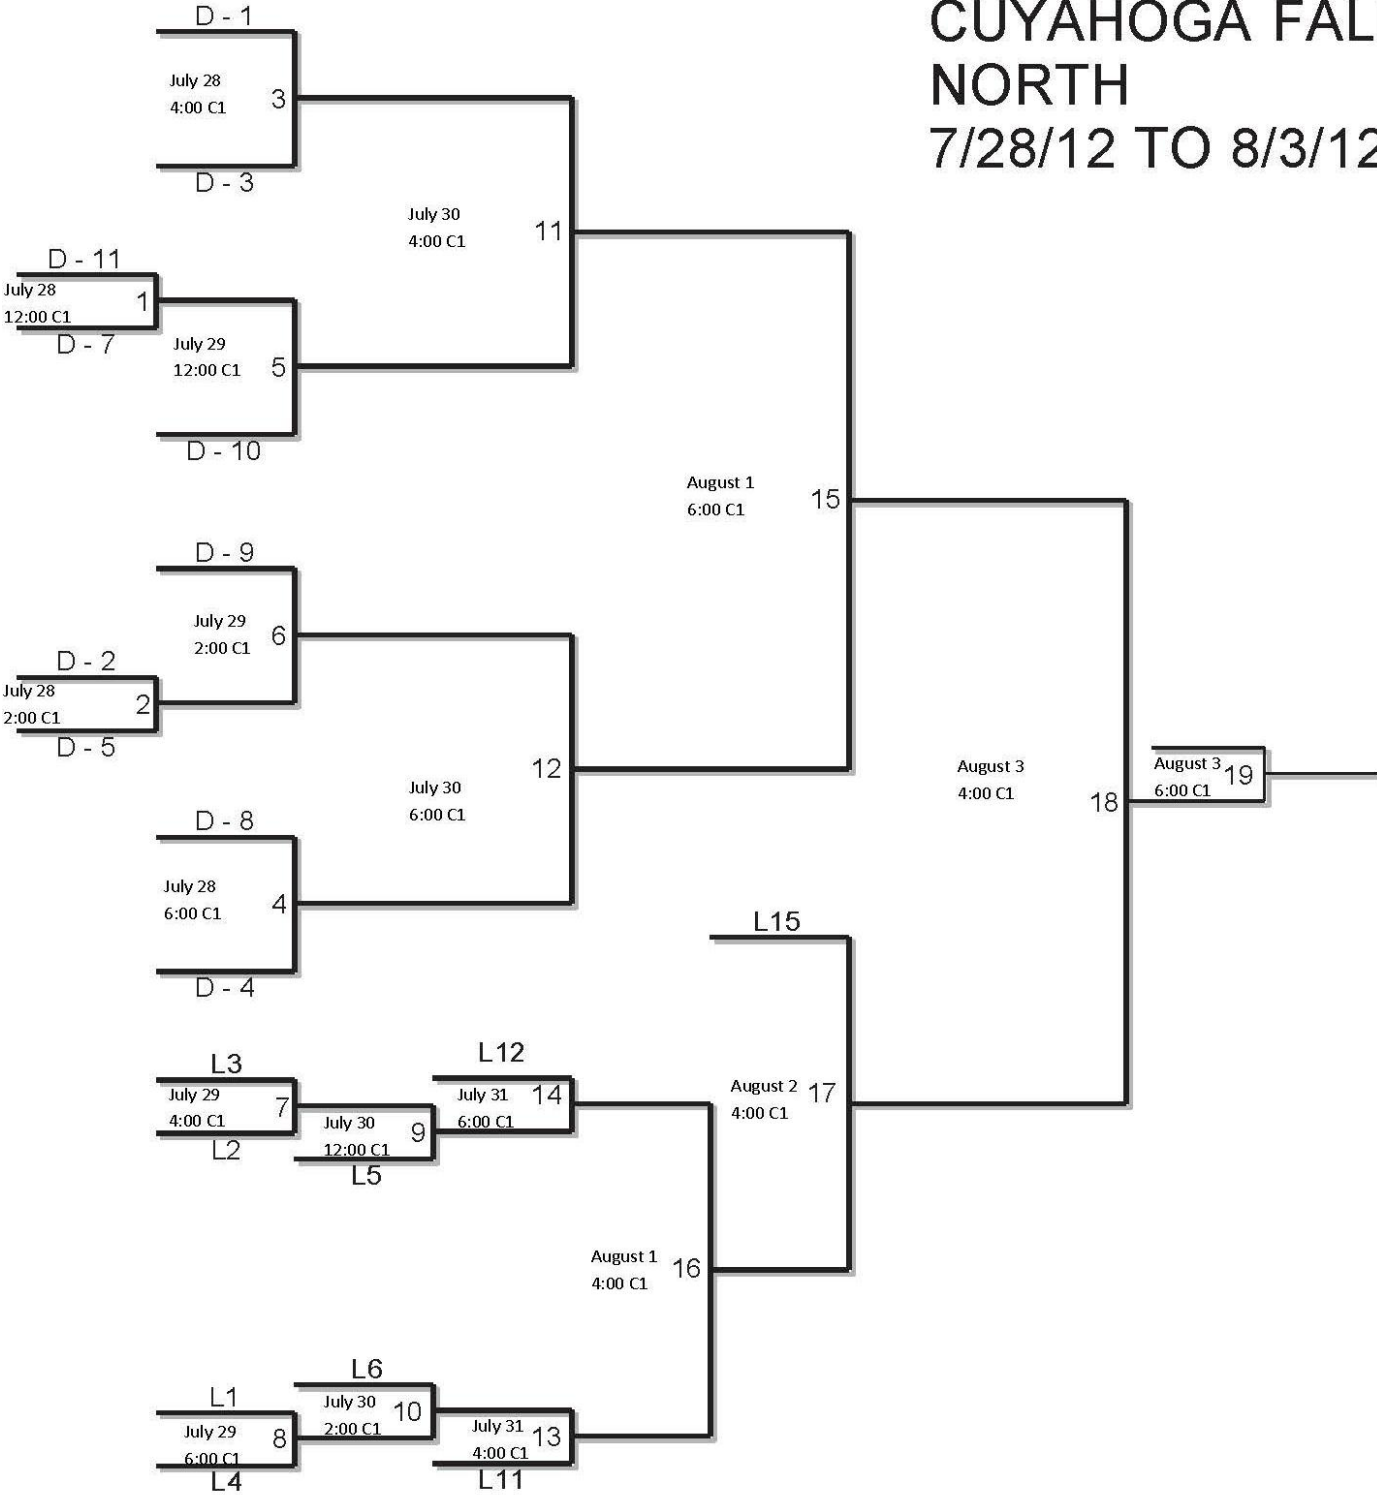 D - 1
CUYAHOGA FAL
NORTH
7/28/12 TO 8/3/12
July 28
4:00 C1
3
D - 3
July 30
4:00 C1
11
D - 11
July 28
12:00 C1
1
D - 7
July 29
12:00 C1
5
D - 10
August 1
6:00 C1
15
D - 9
July 29
2:00 C1
6
D - 2
July 28
2:00 C1
2
D - 5
July 30
6:00 C1
12
August 3
4:00 C1
18
August 3
6:00 C1
19
D - 8
July 28
6:00 C1
4
D - 4
L15
L3
July 29
4:00 C1
7
L2
July 30
12:00 C1
9
L5
L12
July 31
6:00 C1
14
August 2
4:00 C1
17
August 1
4:00 C1
16
L6
July 30
2:00 C1
10
L1
July 29
6:00 C1
8
L4
July 31
4:00 C1
13
L11